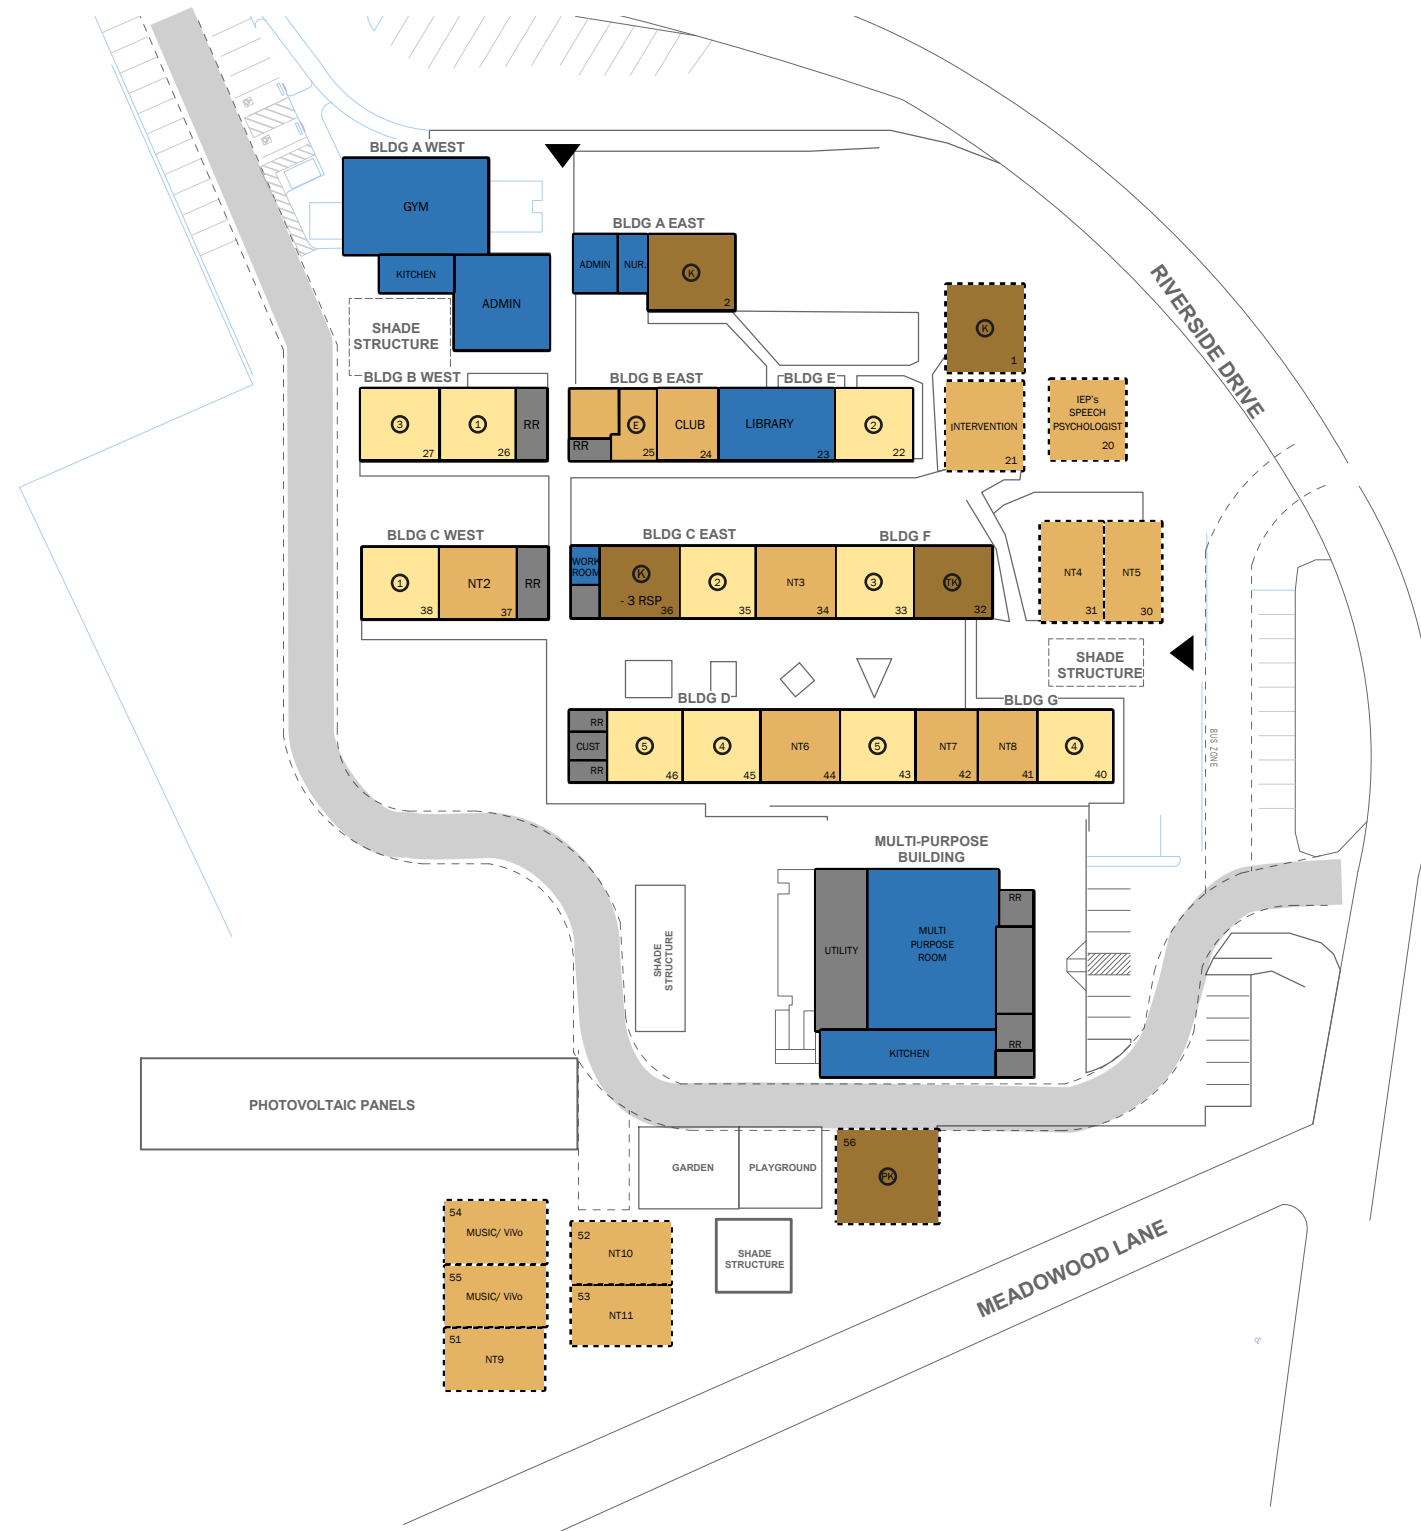 BLDG A WEST
GYM
KITCHEN
ADMIN
SHADE
STRUCTURE
BLDG A EAST
ADMIN
NUR.
K
2
RIVERSIDE DRIVE
K
1
INTERVENTION
21
IEP's
SPEECH
PSYCHOLOGIST
20
BLDG B WEST
3
27
1
26
RR
BLDG B EAST
RR
E
25
CLUB
24
BLDG E
LIBRARY
23
2
22
BLDG C WEST
1
38
NT2
37
RR
BLDG C EAST
WORK
ROOM
K
- 3 RSP
36
2
35
NT3
34
BLDG F
3
33
TK
32
NT4
31
NT5
30
SHADE
STRUCTURE
BUS ZONE
BLDG D
RR
CUST
RR
5
46
4
45
NT6
44
5
43
BLDG G
NT7
42
NT8
41
4
40
MULTI-PURPOSE
BUILDING
UTILITY
MULTI
PURPOSE
ROOM
RR
RR
KITCHEN
SHADE
STRUCTURE
PHOTOVOLTAIC PANELS
GARDEN
PLAYGROUND
56
PK
SHADE
STRUCTURE
54
MUSIC/ ViVo
55
MUSIC/ ViVo
51
NT9
52
NT10
53
NT11
MEADOWOOD LANE